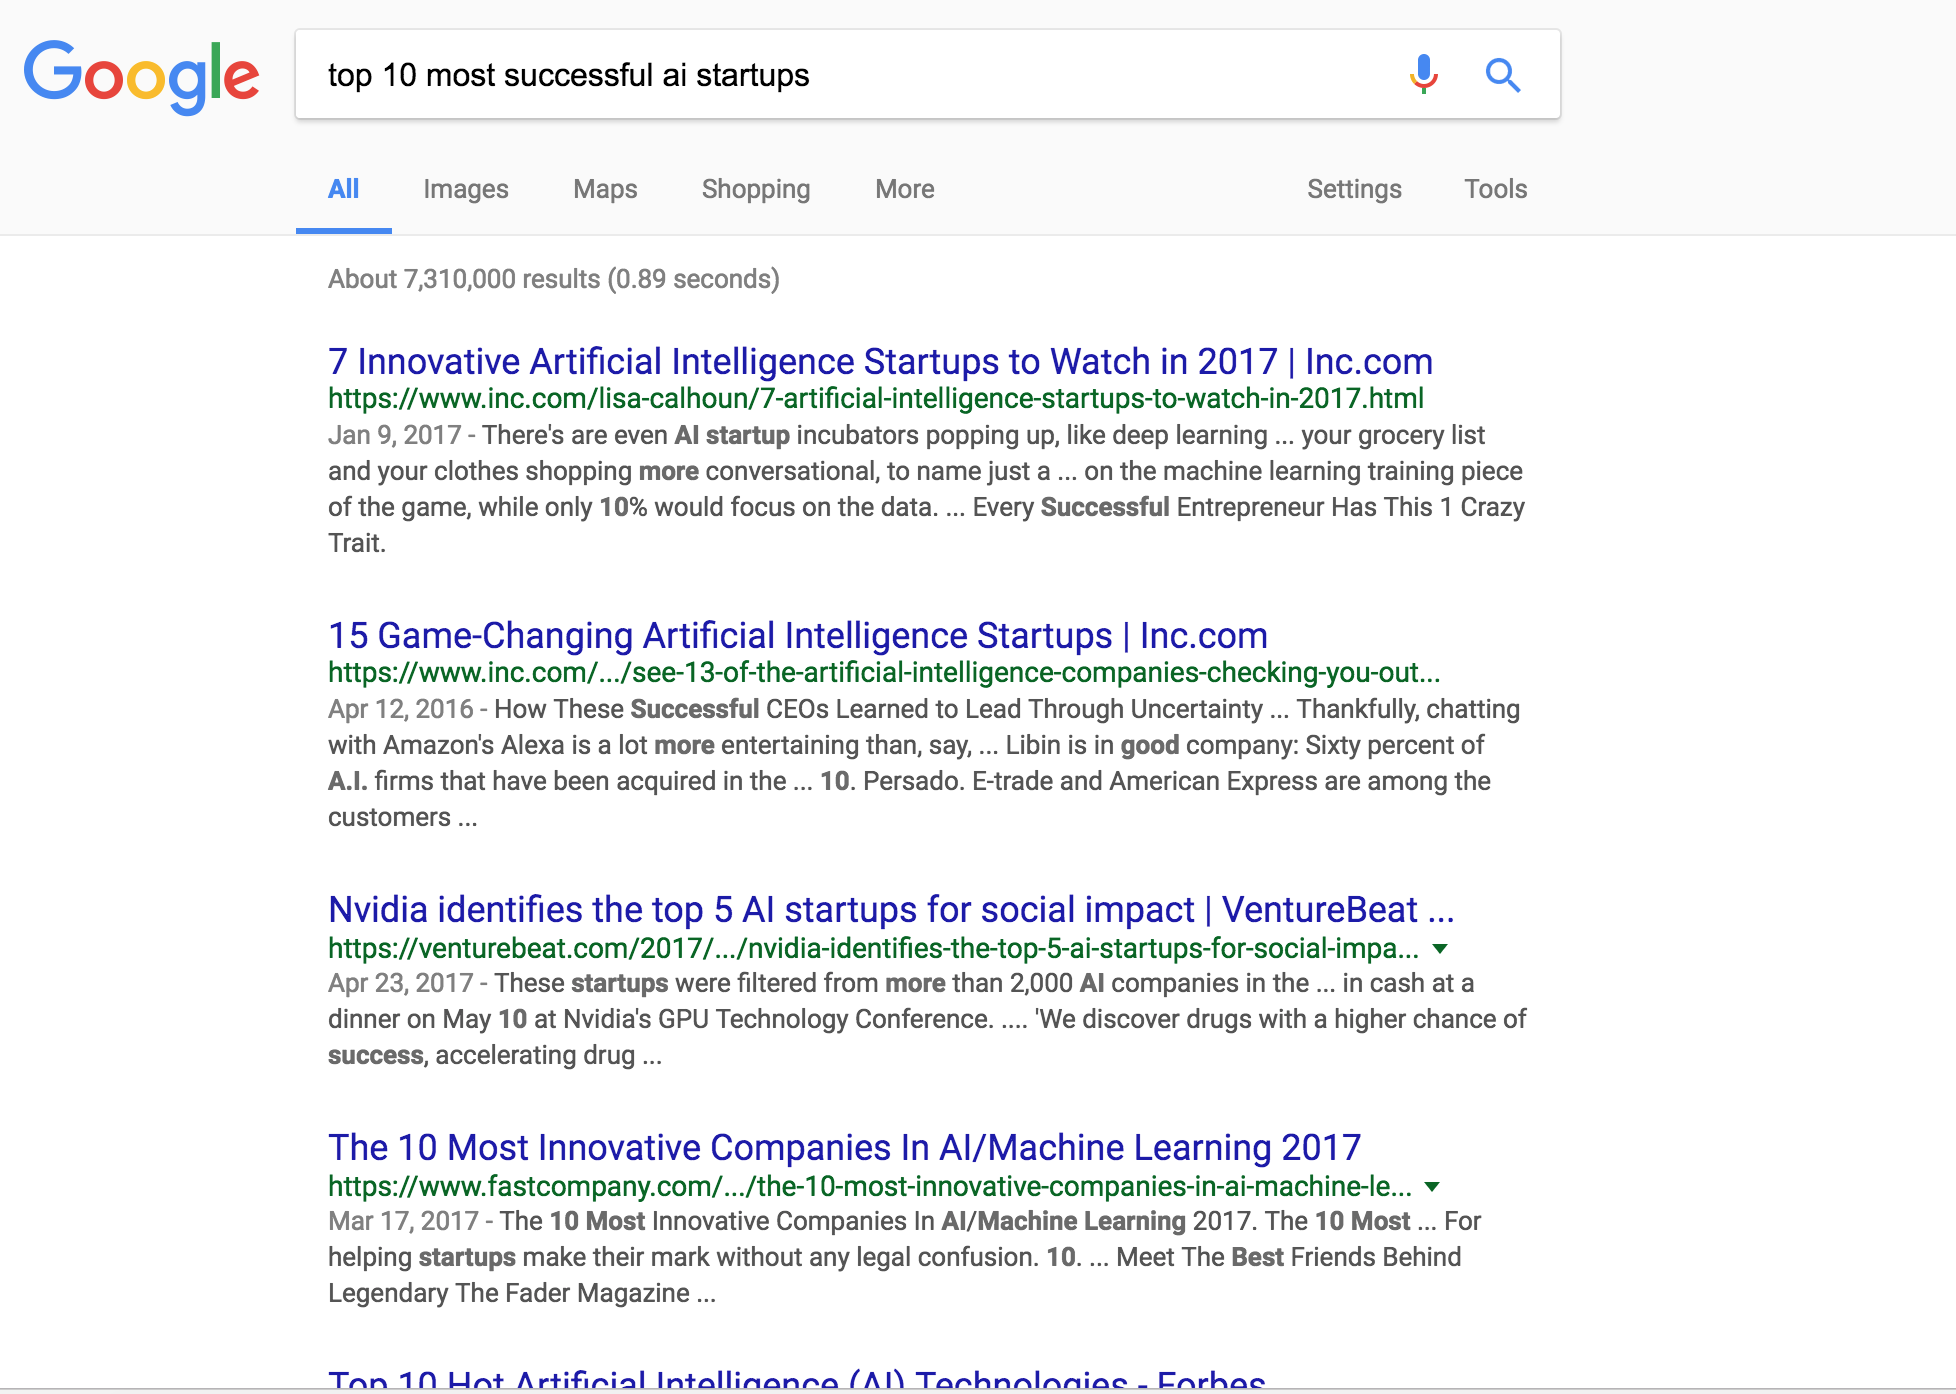 Google
top 10 most successful ai startups
All Images Maps Shopping More Settings Tools
About 7,310,000 results (0.89 seconds)
7 Innovative Artificial Intelligence Startups to Watch in 2017 | Inc.com
https://www.inc.com/lisa-calhoun/7-artificial-intelligence-startups-to-watch-in-2017.html
Jan 9, 2017 - There's are even AI startup incubators popping up, like deep learning ... your grocery list
and your clothes shopping more conversational, to name just a ... on the machine learning training piece
of the game, while only 10% would focus on the data. ... Every Successful Entrepreneur Has This 1 Crazy
Trait.
15 Game-Changing Artificial Intelligence Startups | Inc.com
https://www.inc.com/.../see-13-of-the-artificial-intelligence-companies-checking-you-out...
Apr 12, 2016 - How These Successful CEOs Learned to Lead Through Uncertainty ... Thankfully, chatting
with Amazon's Alexa is a lot more entertaining than, say, ... Libin is in good company: Sixty percent of
A.I. firms that have been acquired in the ... 10. Persado. E-trade and American Express are among the
customers ...
Nvidia identifies the top 5 AI startups for social impact | VentureBeat ...
https://venturebeat.com/2017/.../nvidia-identifies-the-top-5-ai-startups-for-social-impa...
Apr 23, 2017 - These startups were filtered from more than 2,000 AI companies in the ... in cash at a
dinner on May 10 at Nvidia's GPU Technology Conference. .... 'We discover drugs with a higher chance of
success, accelerating drug ...
The 10 Most Innovative Companies In AI/Machine Learning 2017
https://www.fastcompany.com/.../the-10-most-innovative-companies-in-ai-machine-le...
Mar 17, 2017 - The 10 Most Innovative Companies In AI/Machine Learning 2017. The 10 Most ... For
helping startups make their mark without any legal confusion. 10. ... Meet The Best Friends Behind
Legendary The Fader Magazine ...
Top 10 Hot Artificial Intelligence (AI) Technologies - Forbes